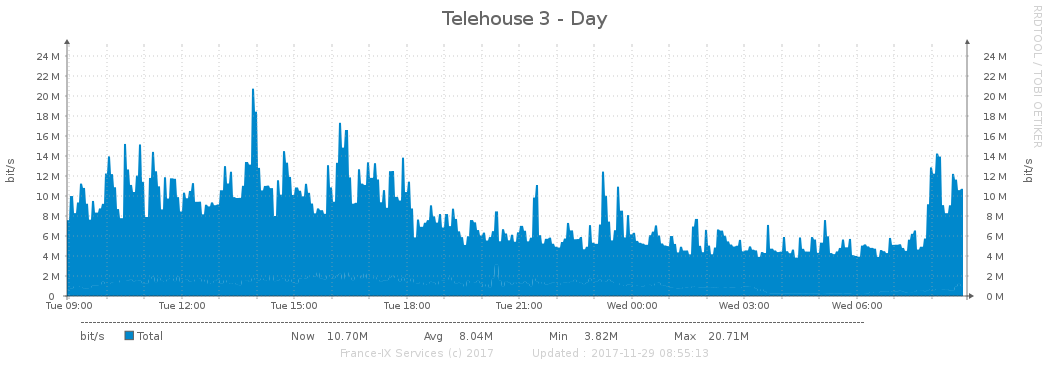 Telehouse 3 - Day
RRDTOOL / TOBI OETIKER
bit/s
24 M 24 M
22 M 22 M
20 M 20 M
18 M 18 M
16 M 16 M
14 M 14 M
12 M 12 M
10 M 10 M
8 M 8 M
6 M 6 M
4 M 4 M
2 M 2 M
0 0 M
bit/s
Tue 09:00 Tue 12:00 Tue 15:00 Tue 18:00 Tue 21:00 Wed 00:00 Wed 03:00 Wed 06:00
bit/s Total Now 10.70M Avg 8.04M Min 3.82M Max 20.71M
France-IX Services (c) 2017 Updated : 2017-11-29 08:55:13